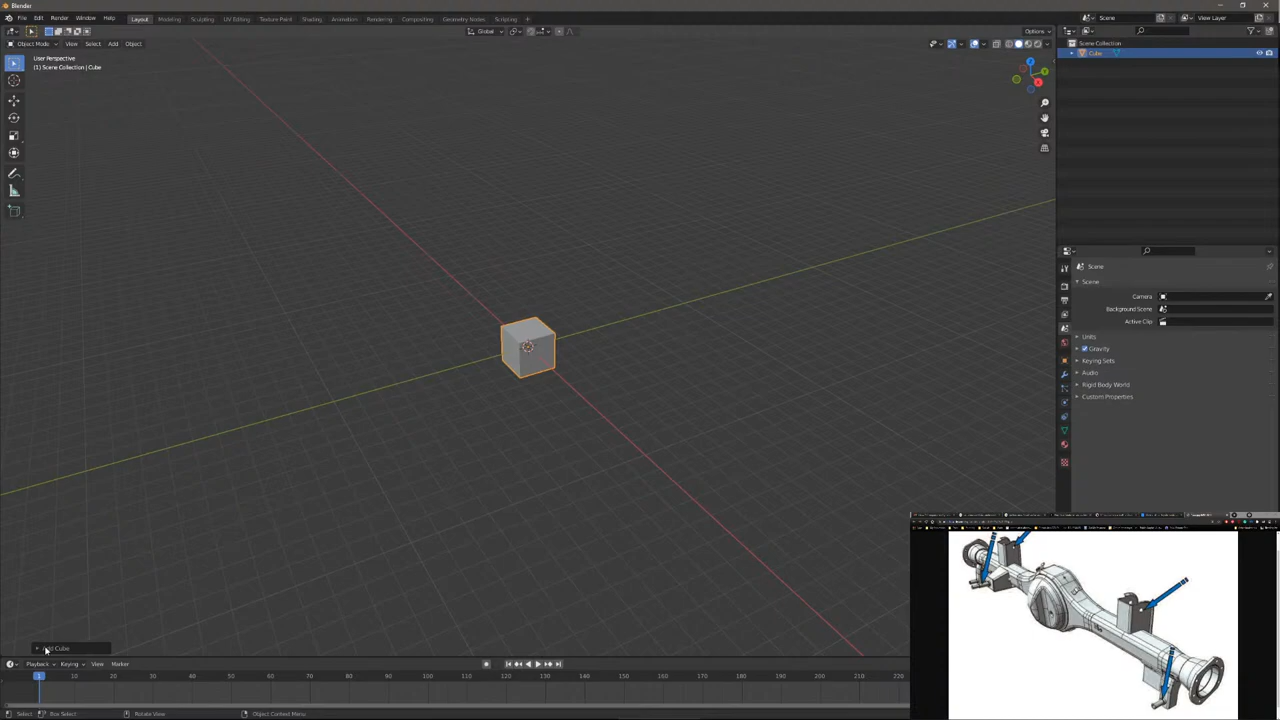 Blender
File Edit Render Window Help Layout Modeling Sculpting UV Editing Texture Paint Shading Animation Rendering Compositing Geometry Nodes Scripting + Scene View Layer
Global Options
Object Mode View Select Add Object
User Perspective
(1) Scene Collection | Cube
Scene Collection
Cube
Scene
Scene
Camera
Background Scene
Active Clip
Units
Gravity
Keying Sets
Audio
Rigid Body World
Custom Properties
Add Cube
Playback Keying View Marker
1 10 20 30 40 50 60 70 80 90 100 110 120 130 140 150 160 170 180 190 200 210 220
Select Box Select Rotate View Object Context Menu